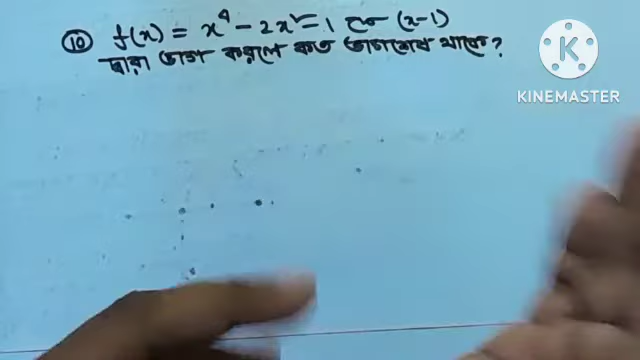 ⑩ f(x) = x⁴ - 2x² - 1 কে (x-1)
দ্বারা ভাগ করলে কত ভাগশেষ থাকে?
KINEMASTER